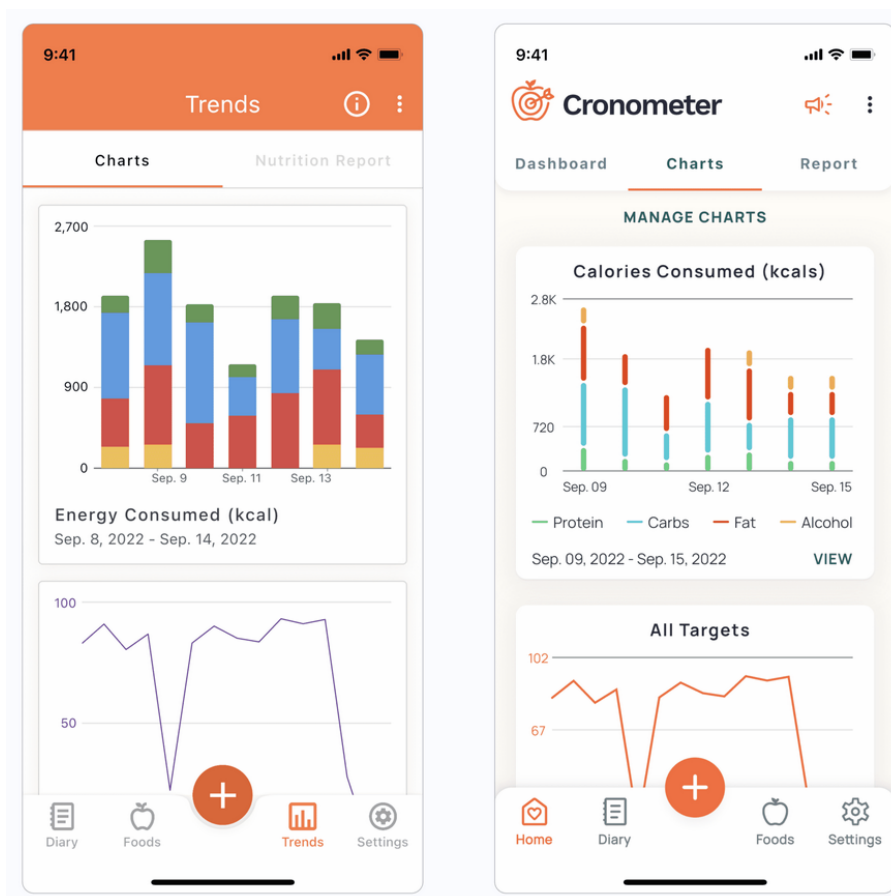 9:41
Trends
Charts
Nutrition Report
2,700
1,800
900
0
Sep. 9 Sep. 11 Sep. 13
Energy Consumed (kcal)
Sep. 8, 2022 - Sep. 14, 2022
100
50
Diary
Foods
Trends
Settings
9:41
Cronometer
Dashboard
Charts
Report
MANAGE CHARTS
Calories Consumed (kcals)
2.8K
1.8K
720
0
Sep. 09 Sep. 12 Sep. 15
Protein Carbs Fat Alcohol
Sep. 09, 2022 - Sep. 15, 2022 VIEW
All Targets
102
67
Home
Diary
Foods
Settings